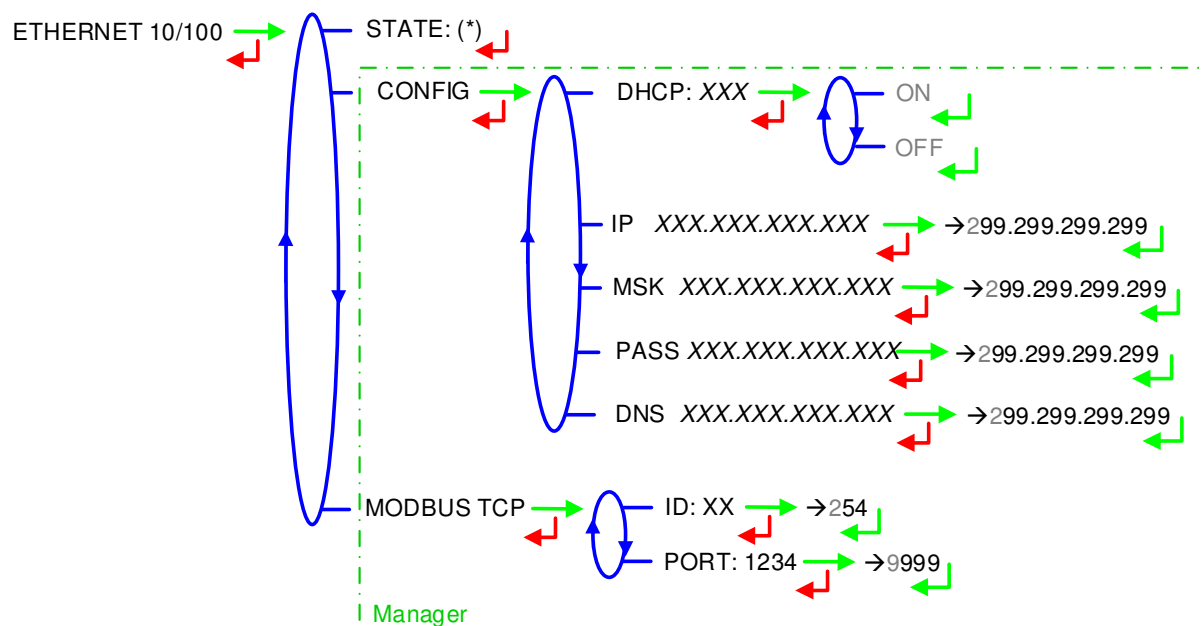 ETHERNET 10/100 STATE: (*)
CONFIG DHCP: XXX ON
OFF
IP XXX.XXX.XXX.XXX →299.299.299.299
MSK XXX.XXX.XXX.XXX →299.299.299.299
PASS XXX.XXX.XXX.XXX →299.299.299.299
DNS XXX.XXX.XXX.XXX →299.299.299.299
MODBUS TCP ID: XX →254
PORT: 1234 →9999
Manager